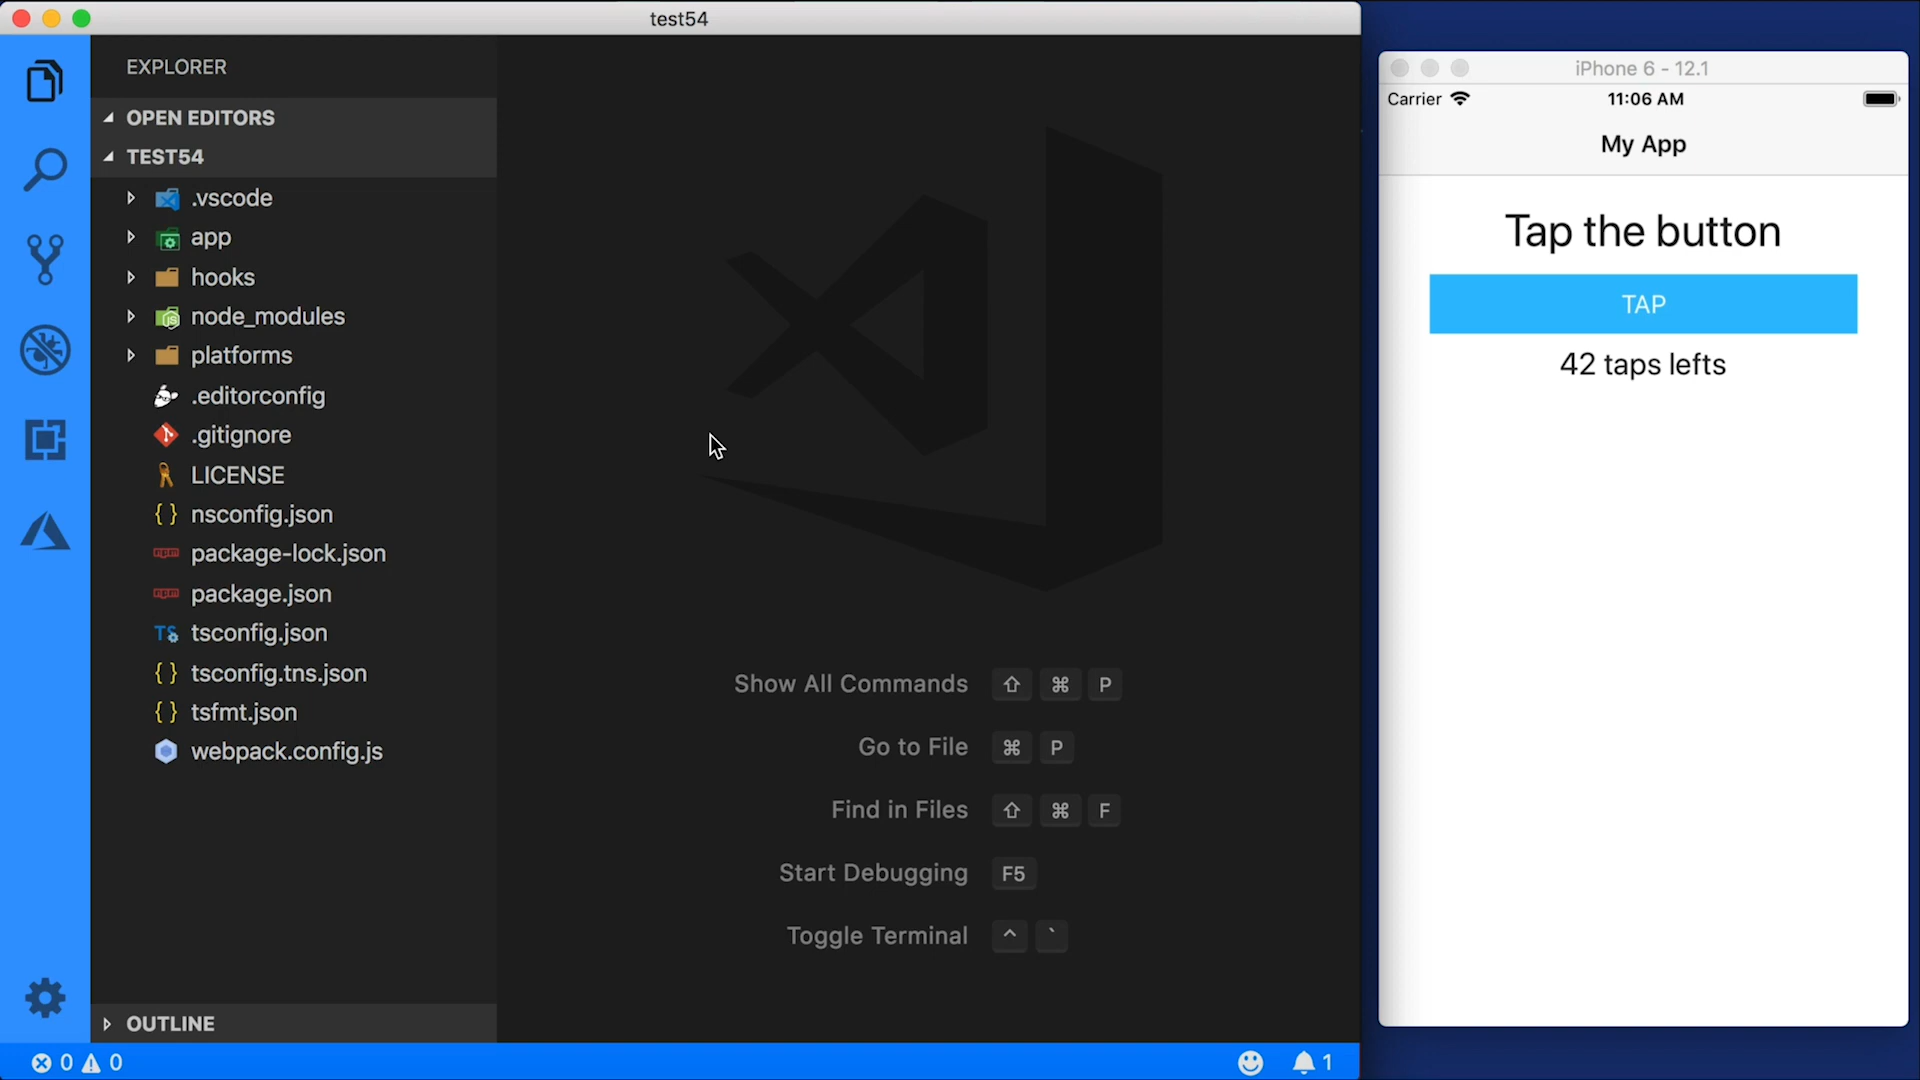 test54
EXPLORER
OPEN EDITORS
TEST54
.vscode
app
hooks
node_modules
platforms
.editorconfig
.gitignore
LICENSE
{ } nsconfig.json
npm package-lock.json
npm package.json
TS tsconfig.json
{ } tsconfig.tns.json
{ } tsfmt.json
webpack.config.js
OUTLINE
Show All Commands ⇧ ⌘ P
Go to File ⌘ P
Find in Files ⇧ ⌘ F
Start Debugging F5
Toggle Terminal ^ `
0 0
1
iPhone 6 - 12.1
Carrier 11:06 AM
My App
Tap the button
TAP
42 taps lefts